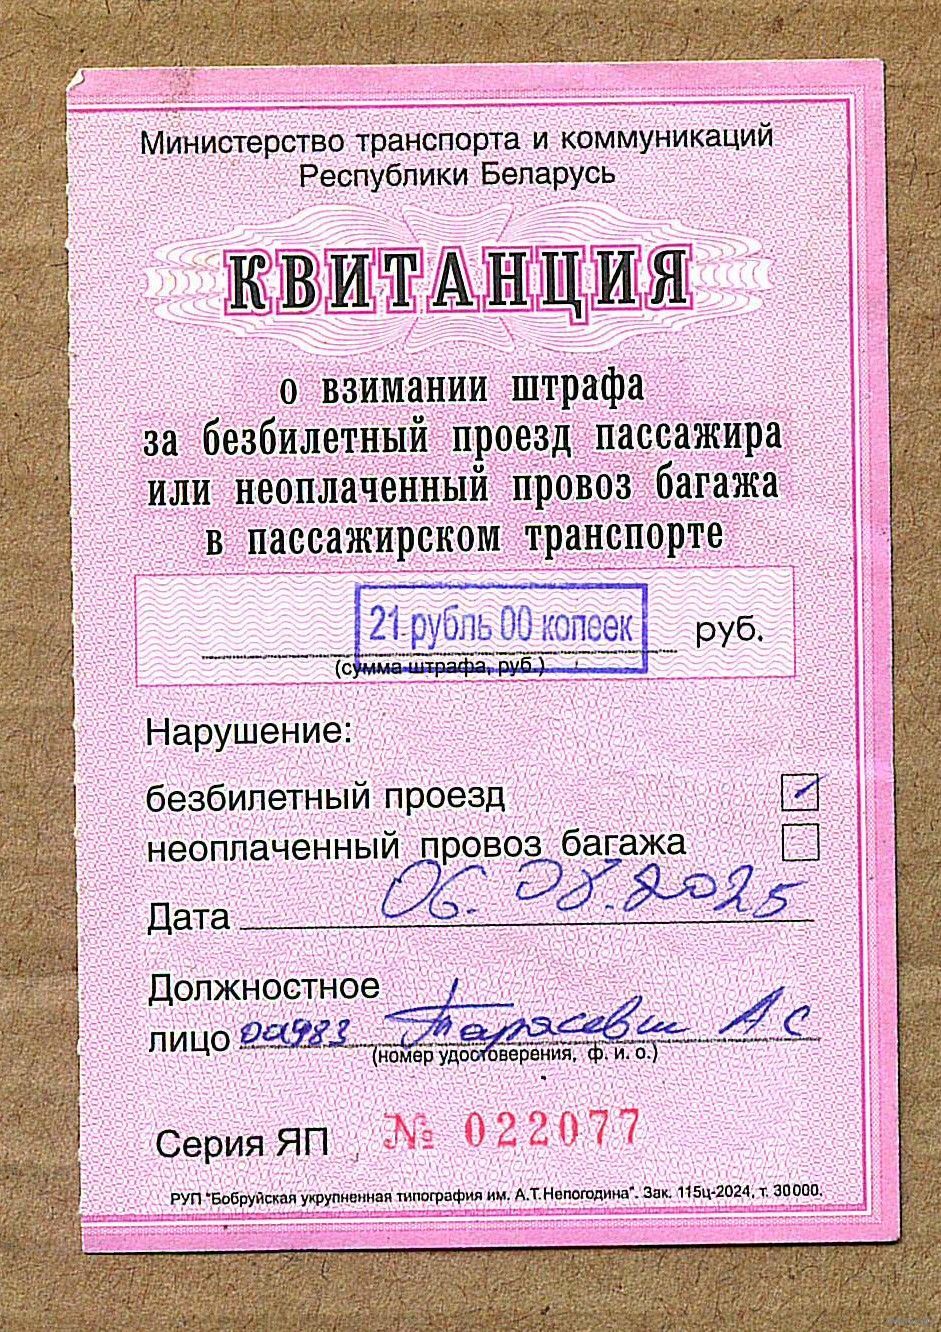 Министерство транспорта и коммуникаций
Республики Беларусь
КВИТАНЦИЯ
о взимании штрафа
за безбилетный проезд пассажира
или неоплаченный провоз багажа
в пассажирском транспорте
21 рубль 00 копеек руб.
(сумма штрафа, руб.)
Нарушение:
безбилетный проезд
неоплаченный провоз багажа
Дата 06.08.2025
Должностное
лицо 00983 Тарасевич А С
(номер удостоверения, ф. и. о.)
Серия ЯП № 022077
РУП "Бобруйская укрупненная типография им. А.Т.Непогодина". Зак. 115ц-2024, т. 30000.